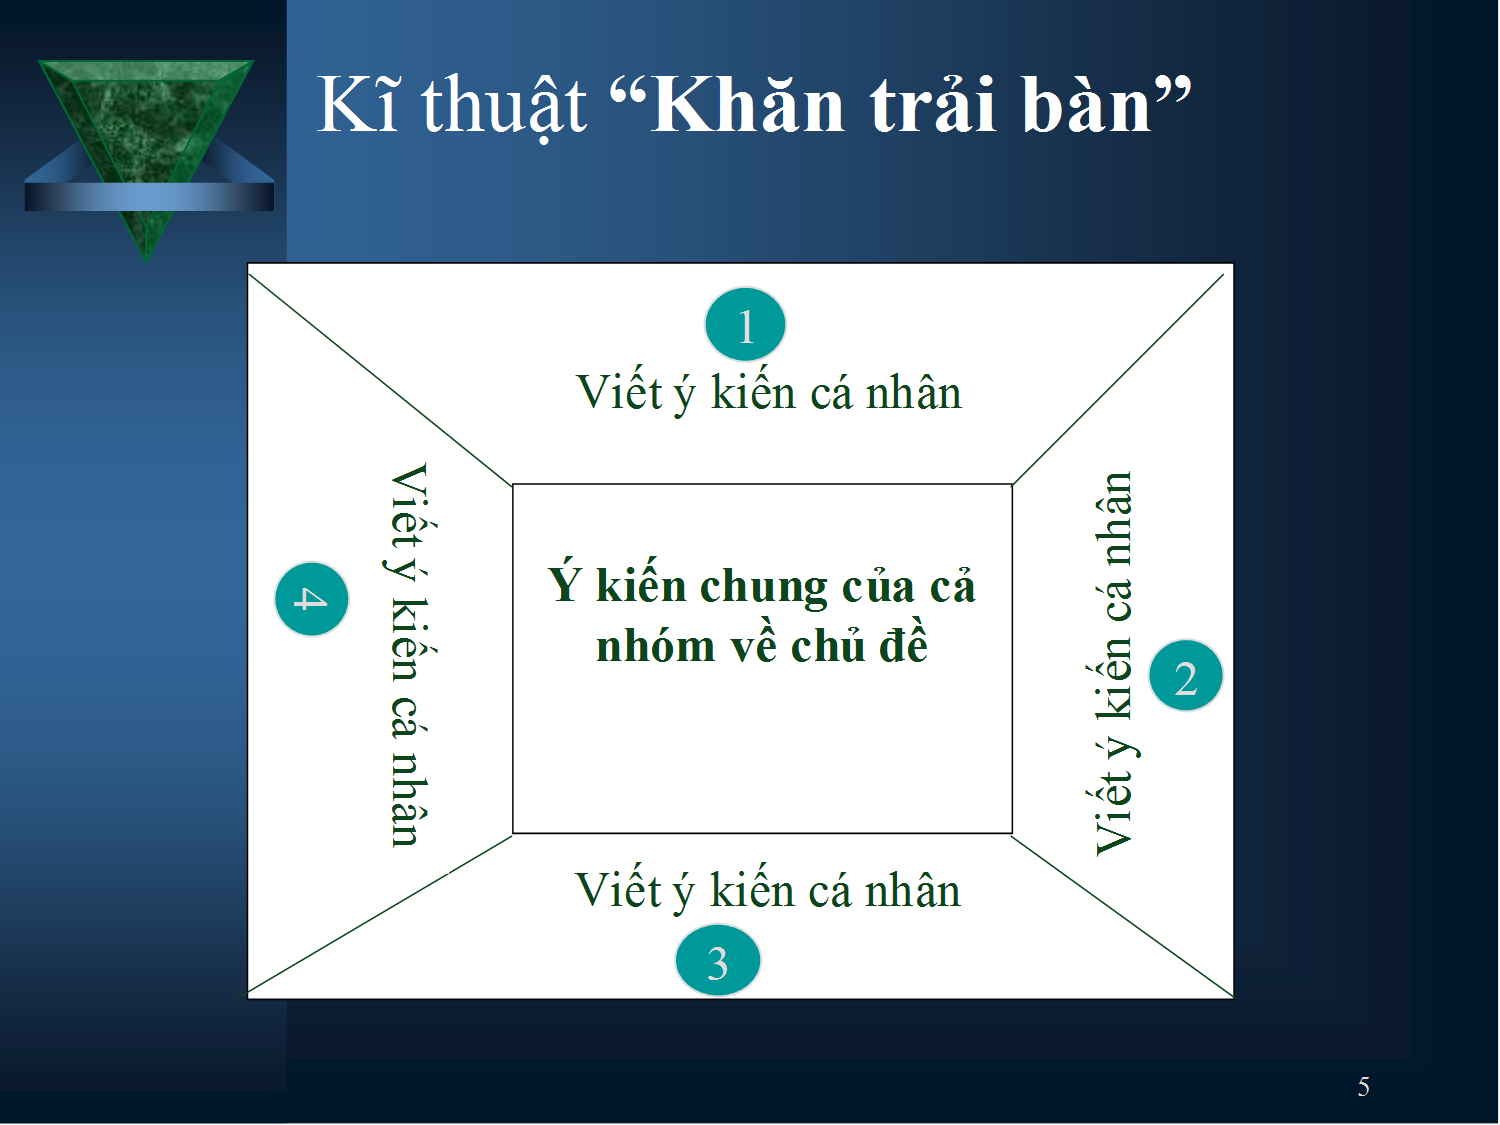 Kĩ thuật “Khăn trải bàn”
1
Viết ý kiến cá nhân
4
Viết ý kiến cá nhân
Ý kiến chung của cả
nhóm về chủ đề
Viết ý kiến cá nhân
2
Viết ý kiến cá nhân
3
5